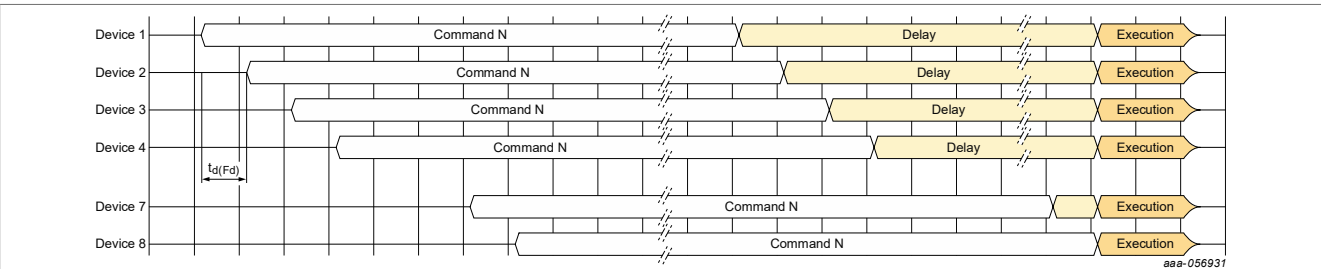 Device 1 Command N Delay Execution
Device 2 Command N Delay Execution
Device 3 Command N Delay Execution
Device 4 Command N Delay Execution
td(Fd)
Device 7 Command N Execution
Device 8 Command N Execution
aaa-056931